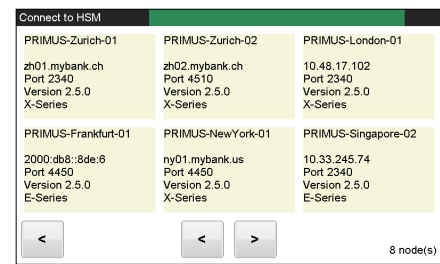 Connect to HSM
PRIMUS-Zurich-01
zh01.mybank.ch
Port 2340
Version 2.5.0
X-Series
PRIMUS-Zurich-02
zh02.mybank.ch
Port 4510
Version 2.5.0
X-Series
PRIMUS-London-01
10.48.17.102
Port 2340
Version 2.5.0
X-Series
PRIMUS-Frankfurt-01
2000:db8::8de:6
Port 4450
Version 2.5.0
E-Series
PRIMUS-NewYork-01
ny01.mybank.us
Port 4450
Version 2.5.0
X-Series
PRIMUS-Singapore-02
10.33.245.74
Port 2340
Version 2.5.0
E-Series
< < >
8 node(s)